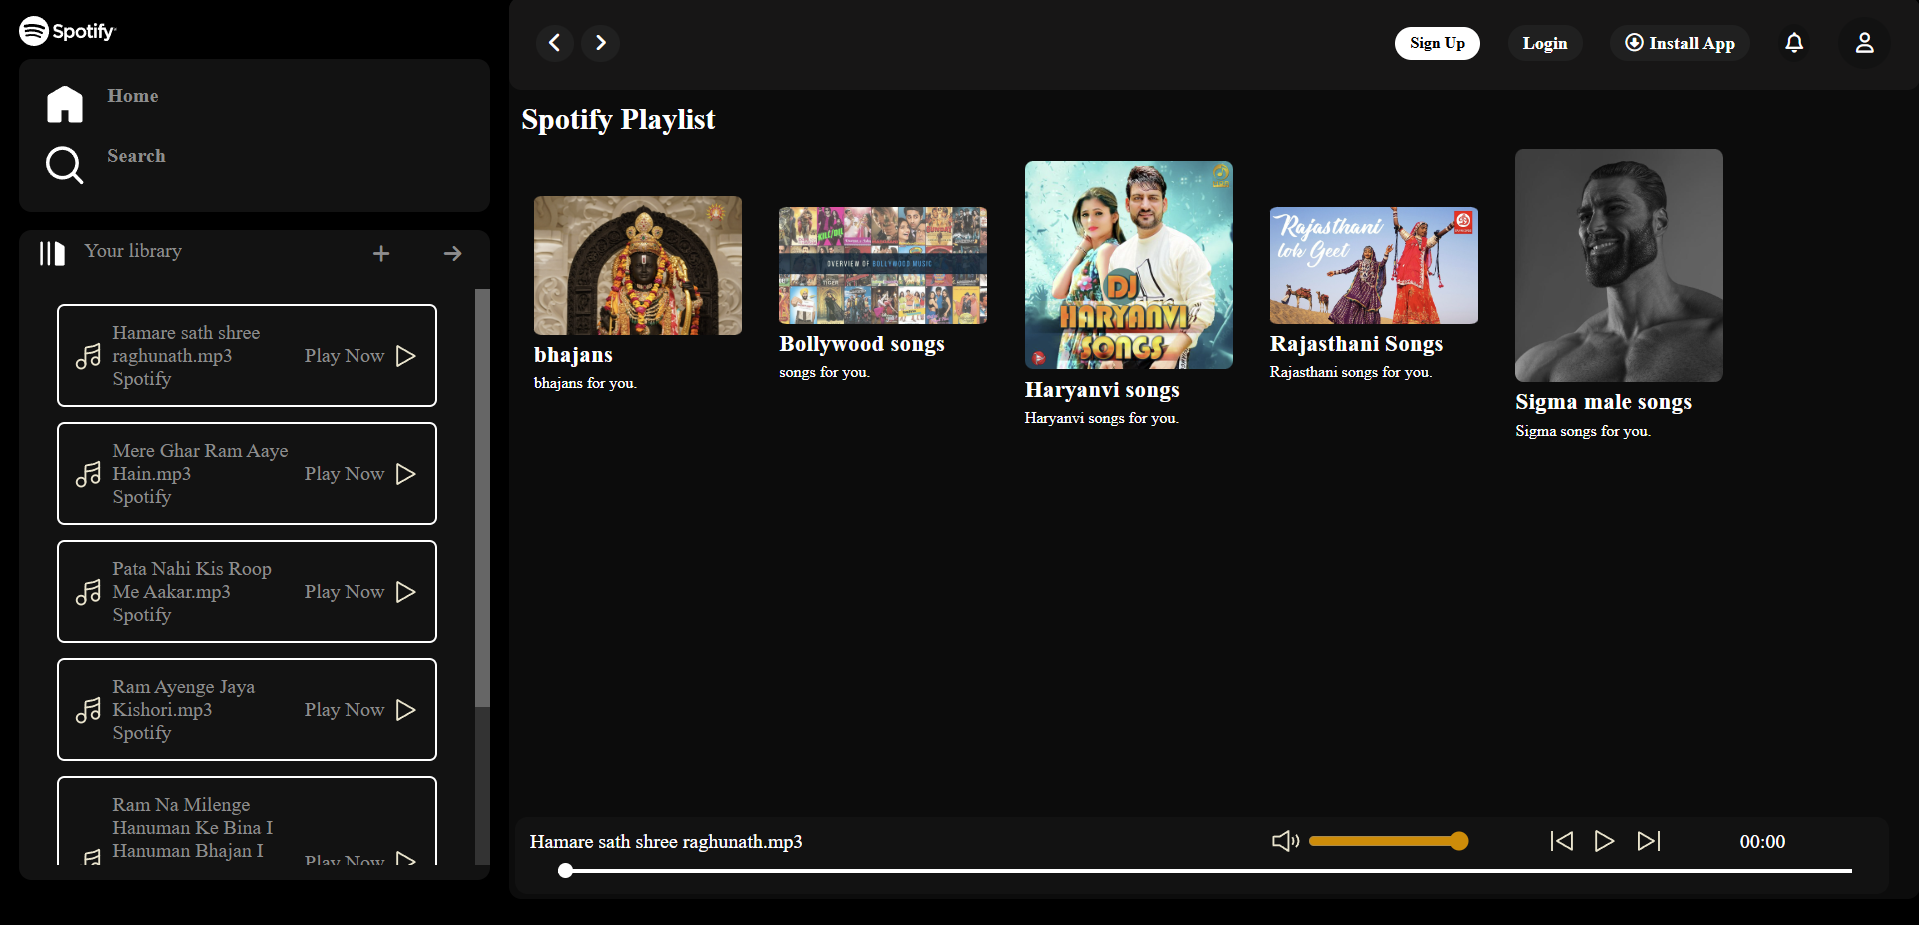 Spotify
Home
Search
Your library
Hamare sath shree
raghunath.mp3
Spotify
Play Now
Mere Ghar Ram Aaye
Hain.mp3
Spotify
Play Now
Pata Nahi Kis Roop
Me Aakar.mp3
Spotify
Play Now
Ram Ayenge Jaya
Kishori.mp3
Spotify
Play Now
Ram Na Milenge
Hanuman Ke Bina I
Hanuman Bhajan I
Play Now
Sign Up
Login
Install App
Spotify Playlist
bhajans
bhajans for you.
OVERVIEW OF BOLLYWOOD MUSIC
Bollywood songs
songs for you.
DJ
HARYANVI
SONGS
Haryanvi songs
Haryanvi songs for you.
Rajasthani
lok Geet
Rajasthani Songs
Rajasthani songs for you.
Sigma male songs
Sigma songs for you.
Hamare sath shree raghunath.mp3
00:00